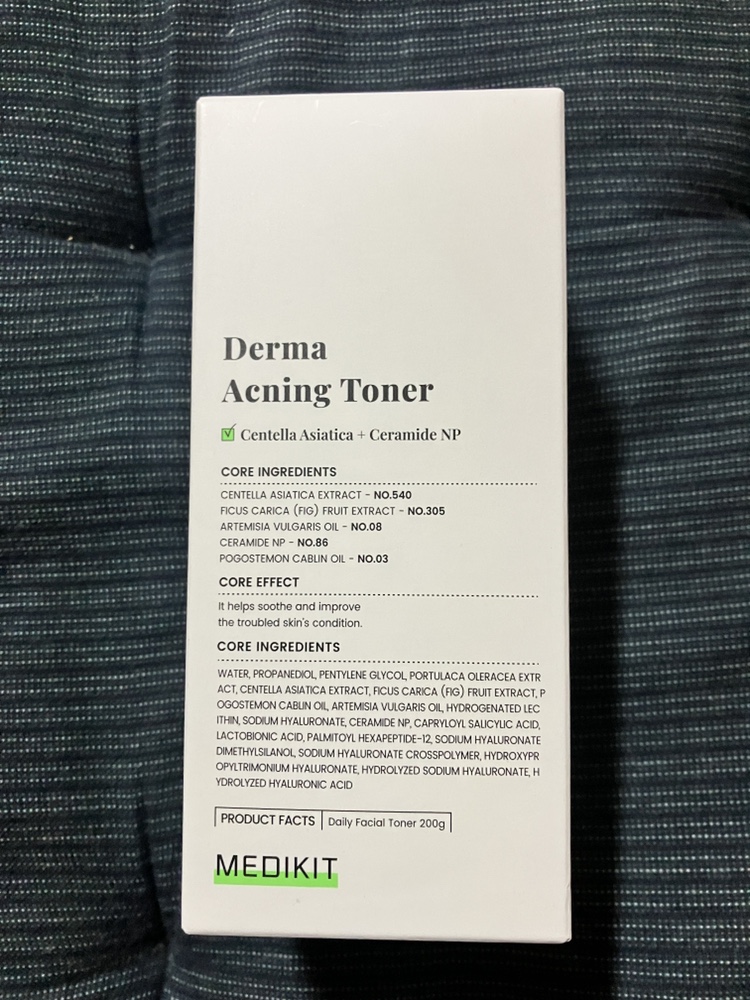 Derma
Acning Toner
Centella Asiatica + Ceramide NP
CORE INGREDIENTS
CENTELLA ASIATICA EXTRACT - NO.540
FICUS CARICA (FIG) FRUIT EXTRACT - NO.305
ARTEMISIA VULGARIS OIL - NO.08
CERAMIDE NP - NO.86
POGOSTEMON CABLIN OIL - NO.03
CORE EFFECT
It helps soothe and improve
the troubled skin's condition.
CORE INGREDIENTS
WATER, PROPANEDIOL, PENTYLENE GLYCOL, PORTULACA OLERACEA EXTR
ACT, CENTELLA ASIATICA EXTRACT, FICUS CARICA (FIG) FRUIT EXTRACT, P
OGOSTEMON CABLIN OIL, ARTEMISIA VULGARIS OIL, HYDROGENATED LEC
ITHIN, SODIUM HYALURONATE, CERAMIDE NP, CAPRYLOYL SALICYLIC ACID,
LACTOBIONIC ACID, PALMITOYL HEXAPEPTIDE-12, SODIUM HYALURONATE
DIMETHYLSILANOL, SODIUM HYALURONATE CROSSPOLYMER, HYDROXYPR
OPYLTRIMONIUM HYALURONATE, HYDROLYZED SODIUM HYALURONATE, H
YDROLYZED HYALURONIC ACID
PRODUCT FACTS Daily Facial Toner 200g
MEDIKIT